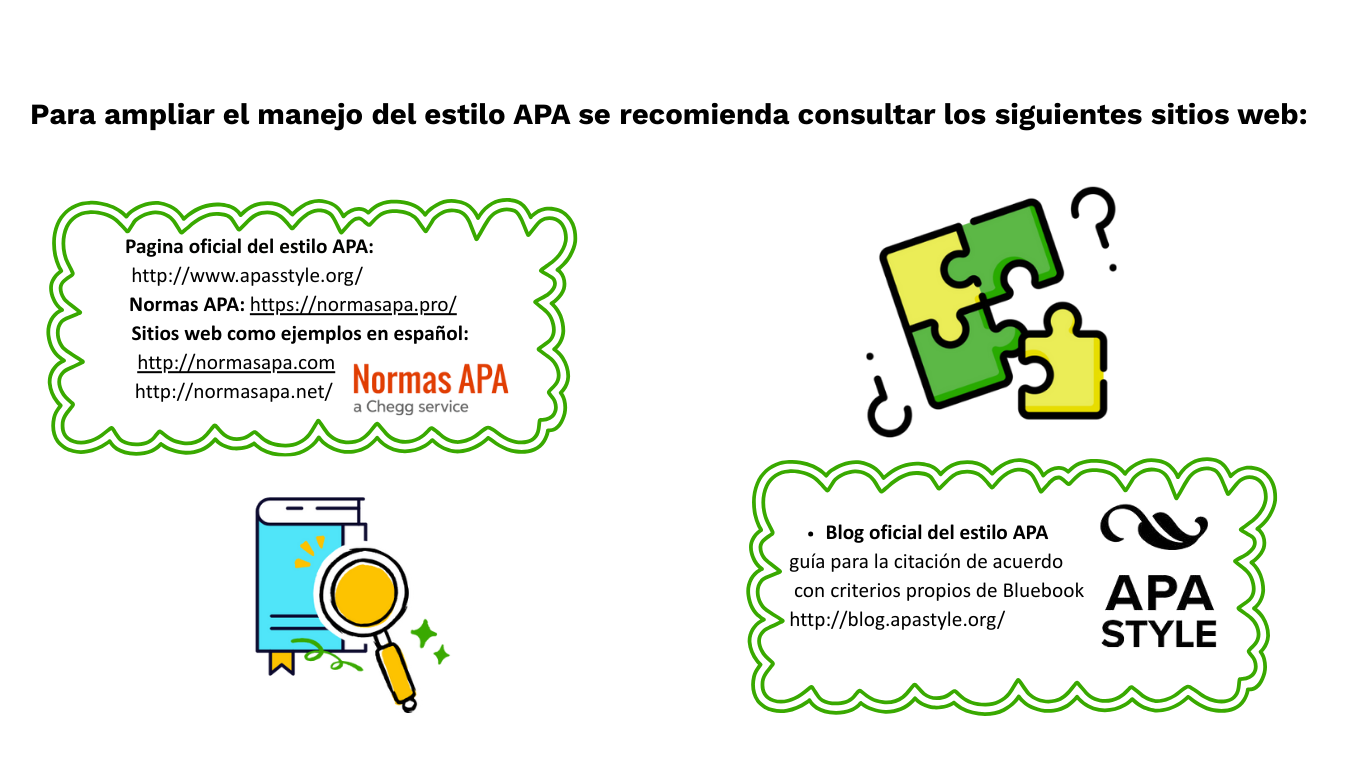 Para ampliar el manejo del estilo APA se recomienda consultar los siguientes sitios web:
Pagina oficial del estilo APA:
http://www.apasstyle.org/
Normas APA: https://normasapa.pro/
Sitios web como ejemplos en español:
http://normasapa.com
http://normasapa.net/
Normas APA
a Chegg service
• Blog oficial del estilo APA
guía para la citación de acuerdo
con criterios propios de Bluebook
http://blog.apastyle.org/
APA
STYLE